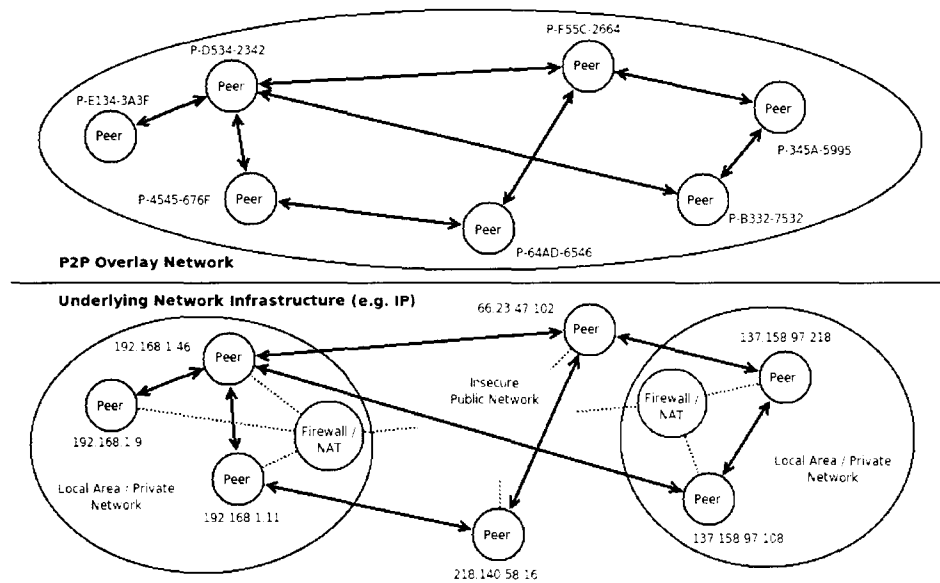 P-F55C-2664
P-D534-2342
Peer
Peer
P-E134-3A3F
Peer
Peer
P-345A-5995
P-4545-676F
Peer
Peer
P-B332-7532
Peer
P-64AD-6546
P2P Overlay Network
Underlying Network Infrastructure (e.g. IP)
66.23.47.102
Peer
137.158.97.218
192.168.1.46
Peer
Peer
Insecure
Public Network
Firewall /
NAT
Peer
192.168.1.9
Firewall /
NAT
Peer
Local Area / Private
Network
192.168.1.11
Local Area / Private
Network
Peer
137.158.97.108
Peer
218.140.58.16